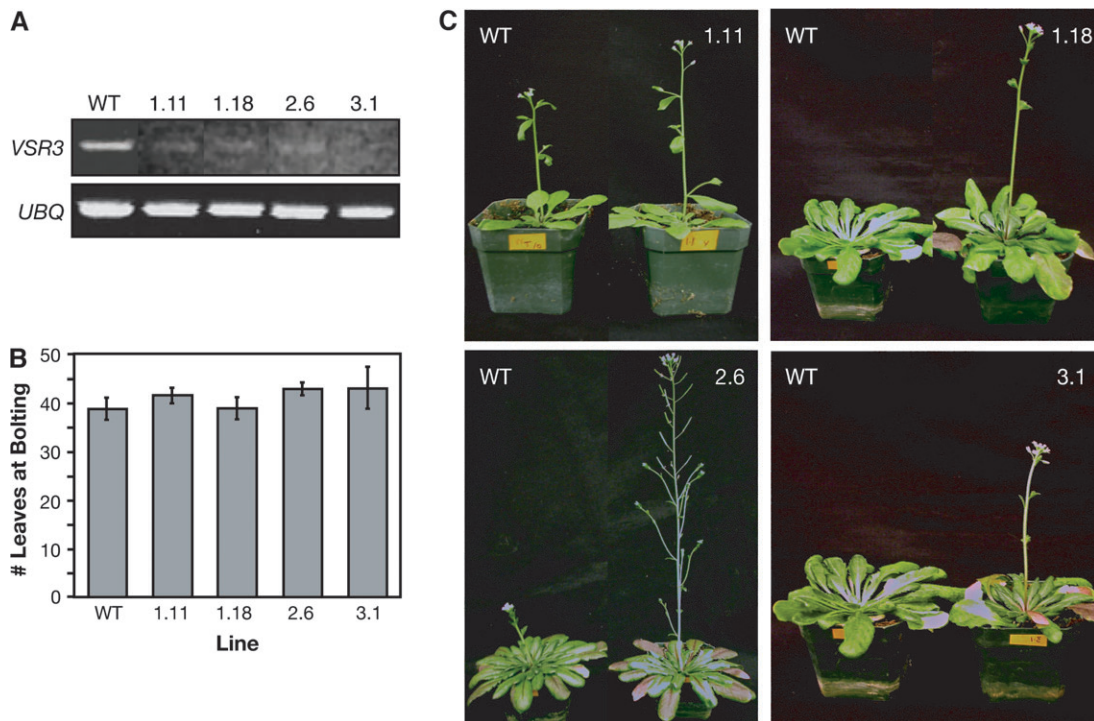 A
WT 1.11 1.18 2.6 3.1
VSR3
UBQ
B
50
40
30
40
20
10
0
# Leaves at Bolting
WT 1.11 1.18 2.6 3.1
Line
C
WT 1.11
WT 1.18
WT 2.6
WT 3.1